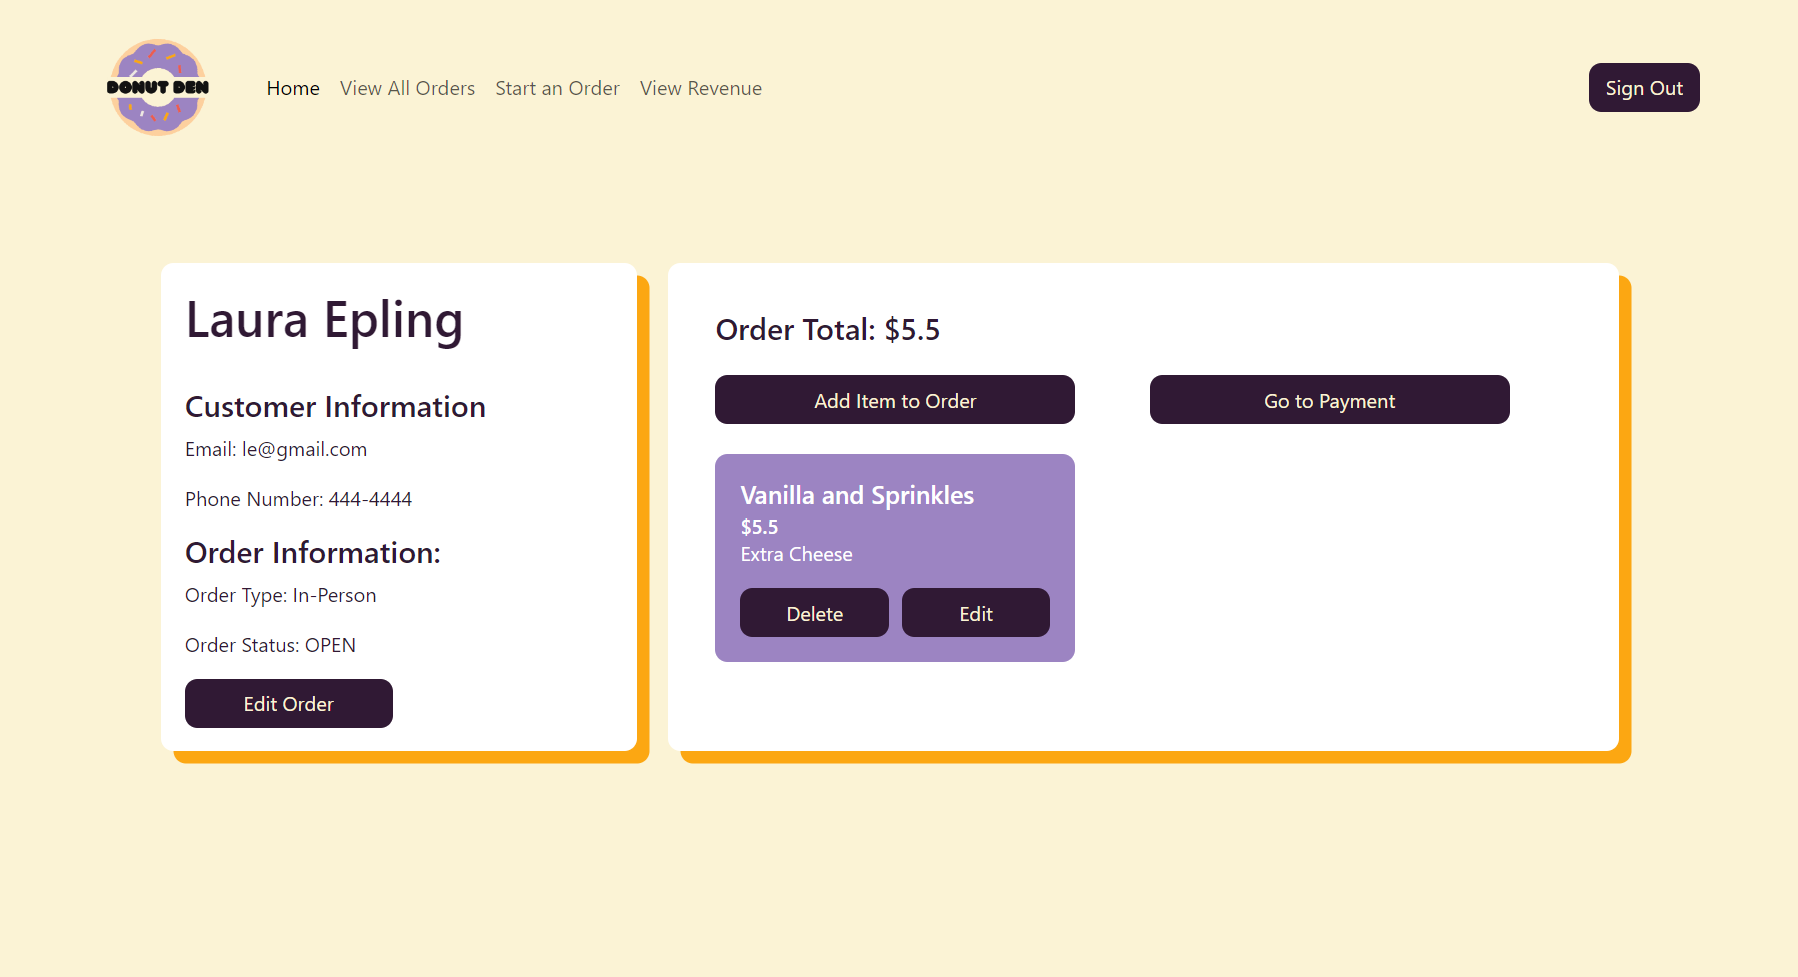 DONUT DEN
Home
View All Orders
Start an Order
View Revenue
Sign Out
Laura Epling
Customer Information
Email: le@gmail.com
Phone Number: 444-4444
Order Information:
Order Type: In-Person
Order Status: OPEN
Edit Order
Order Total: $5.5
Add Item to Order
Go to Payment
Vanilla and Sprinkles
$5.5
Extra Cheese
Delete
Edit